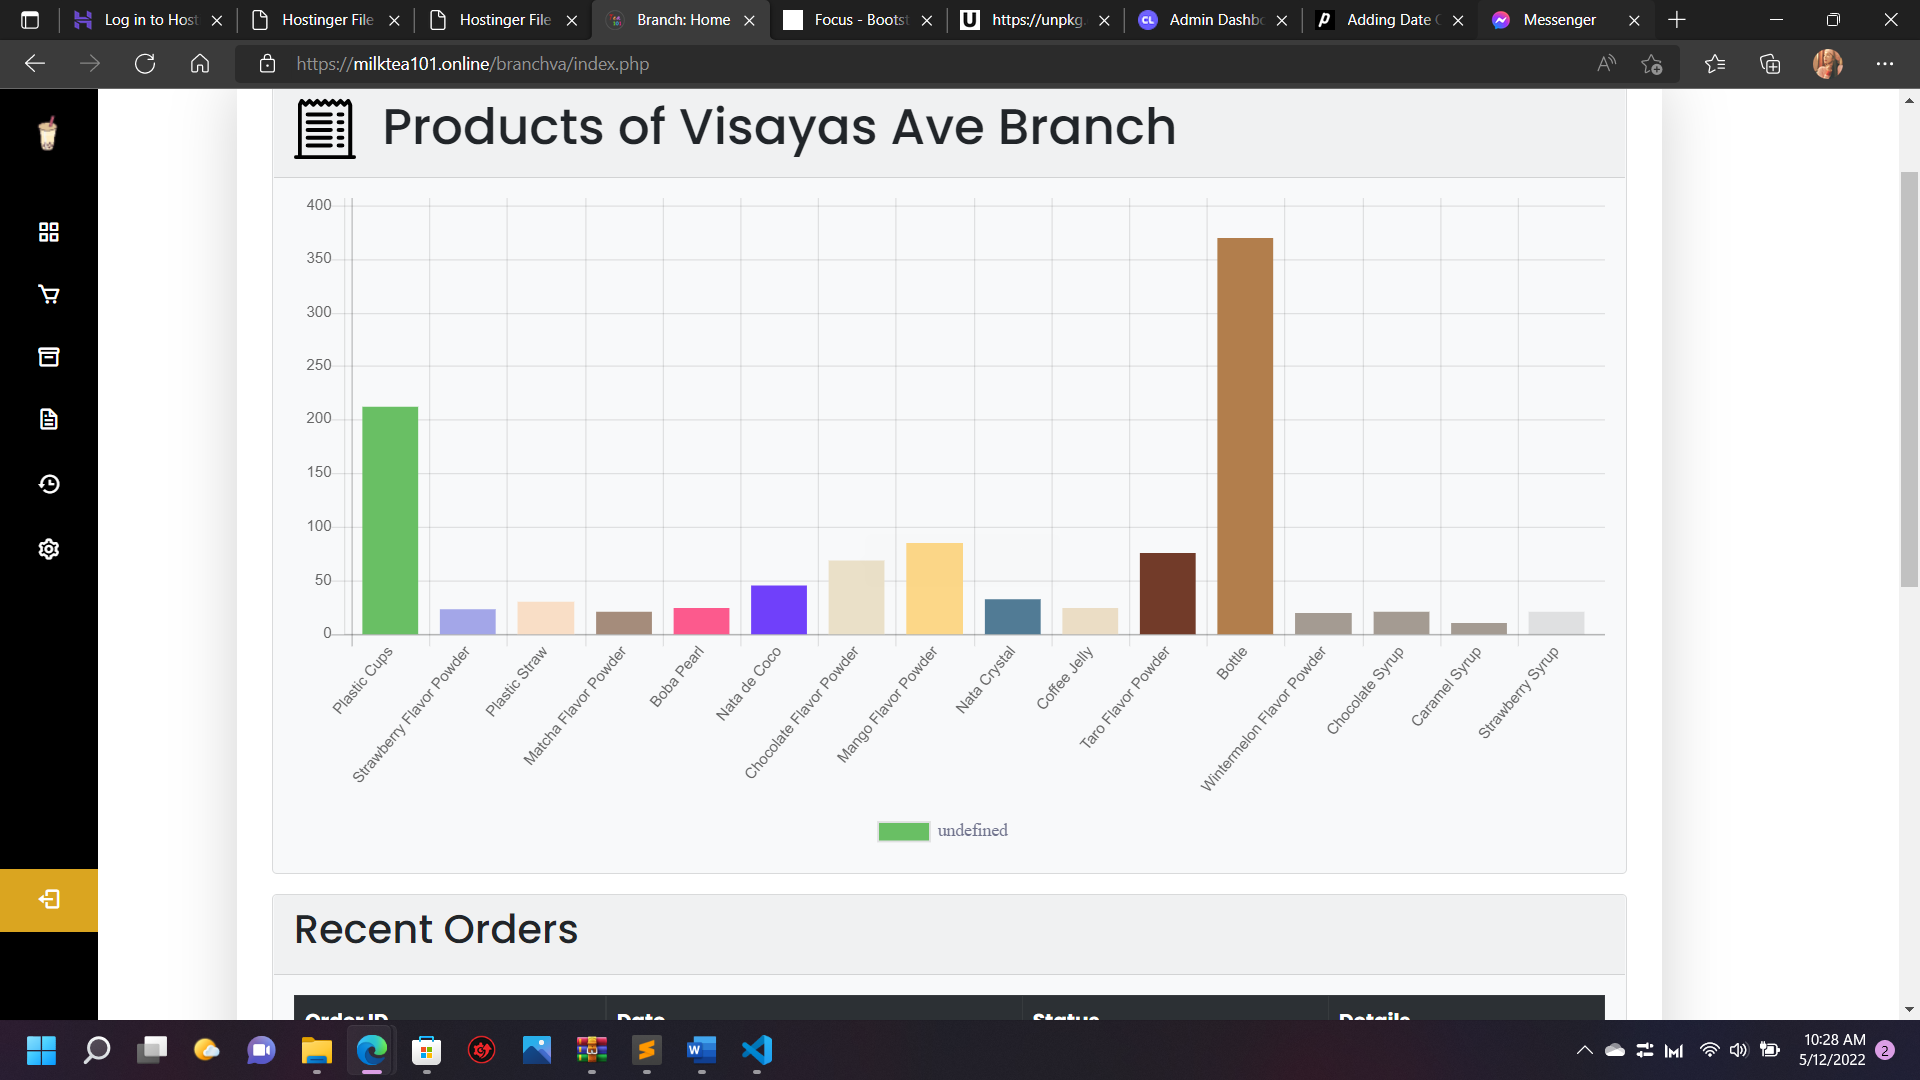 Log in to Host
Hostinger File
Hostinger File
Branch: Home
Focus - Bootst
https://unpkg.
Admin Dashbo
Adding Date C
Messenger
https://milktea101.online/branchva/index.php
Products of Visayas Ave Branch
400
350
300
250
200
150
100
50
0
Plastic Cups
Strawberry Flavor Powder
Plastic Straw
Matcha Flavor Powder
Boba Pearl
Nata de Coco
Chocolate Flavor Powder
Mango Flavor Powder
Nata Crystal
Coffee Jelly
Taro Flavor Powder
Bottle
Wintermelon Flavor Powder
Chocolate Syrup
Caramel Syrup
Strawberry Syrup
undefined
Recent Orders
Order ID Date Status Details
10:28 AM
5/12/2022
2